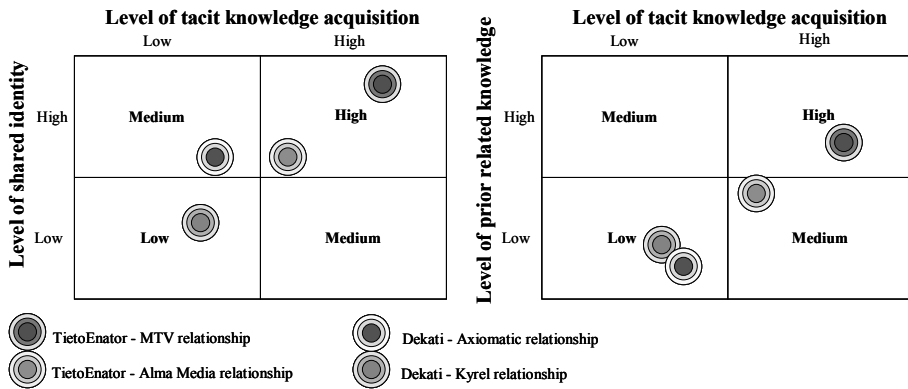 Level of tacit knowledge acquisition
Low High
Level of shared identity
High
Low
Medium
High
Low
Medium
Level of tacit knowledge acquisition
Low High
Level of prior related knowledge
High
Low
Medium
High
Low
Medium
TietoEnator - MTV relationship
TietoEnator - Alma Media relationship
Dekati - Axiomatic relationship
Dekati - Kyrel relationship